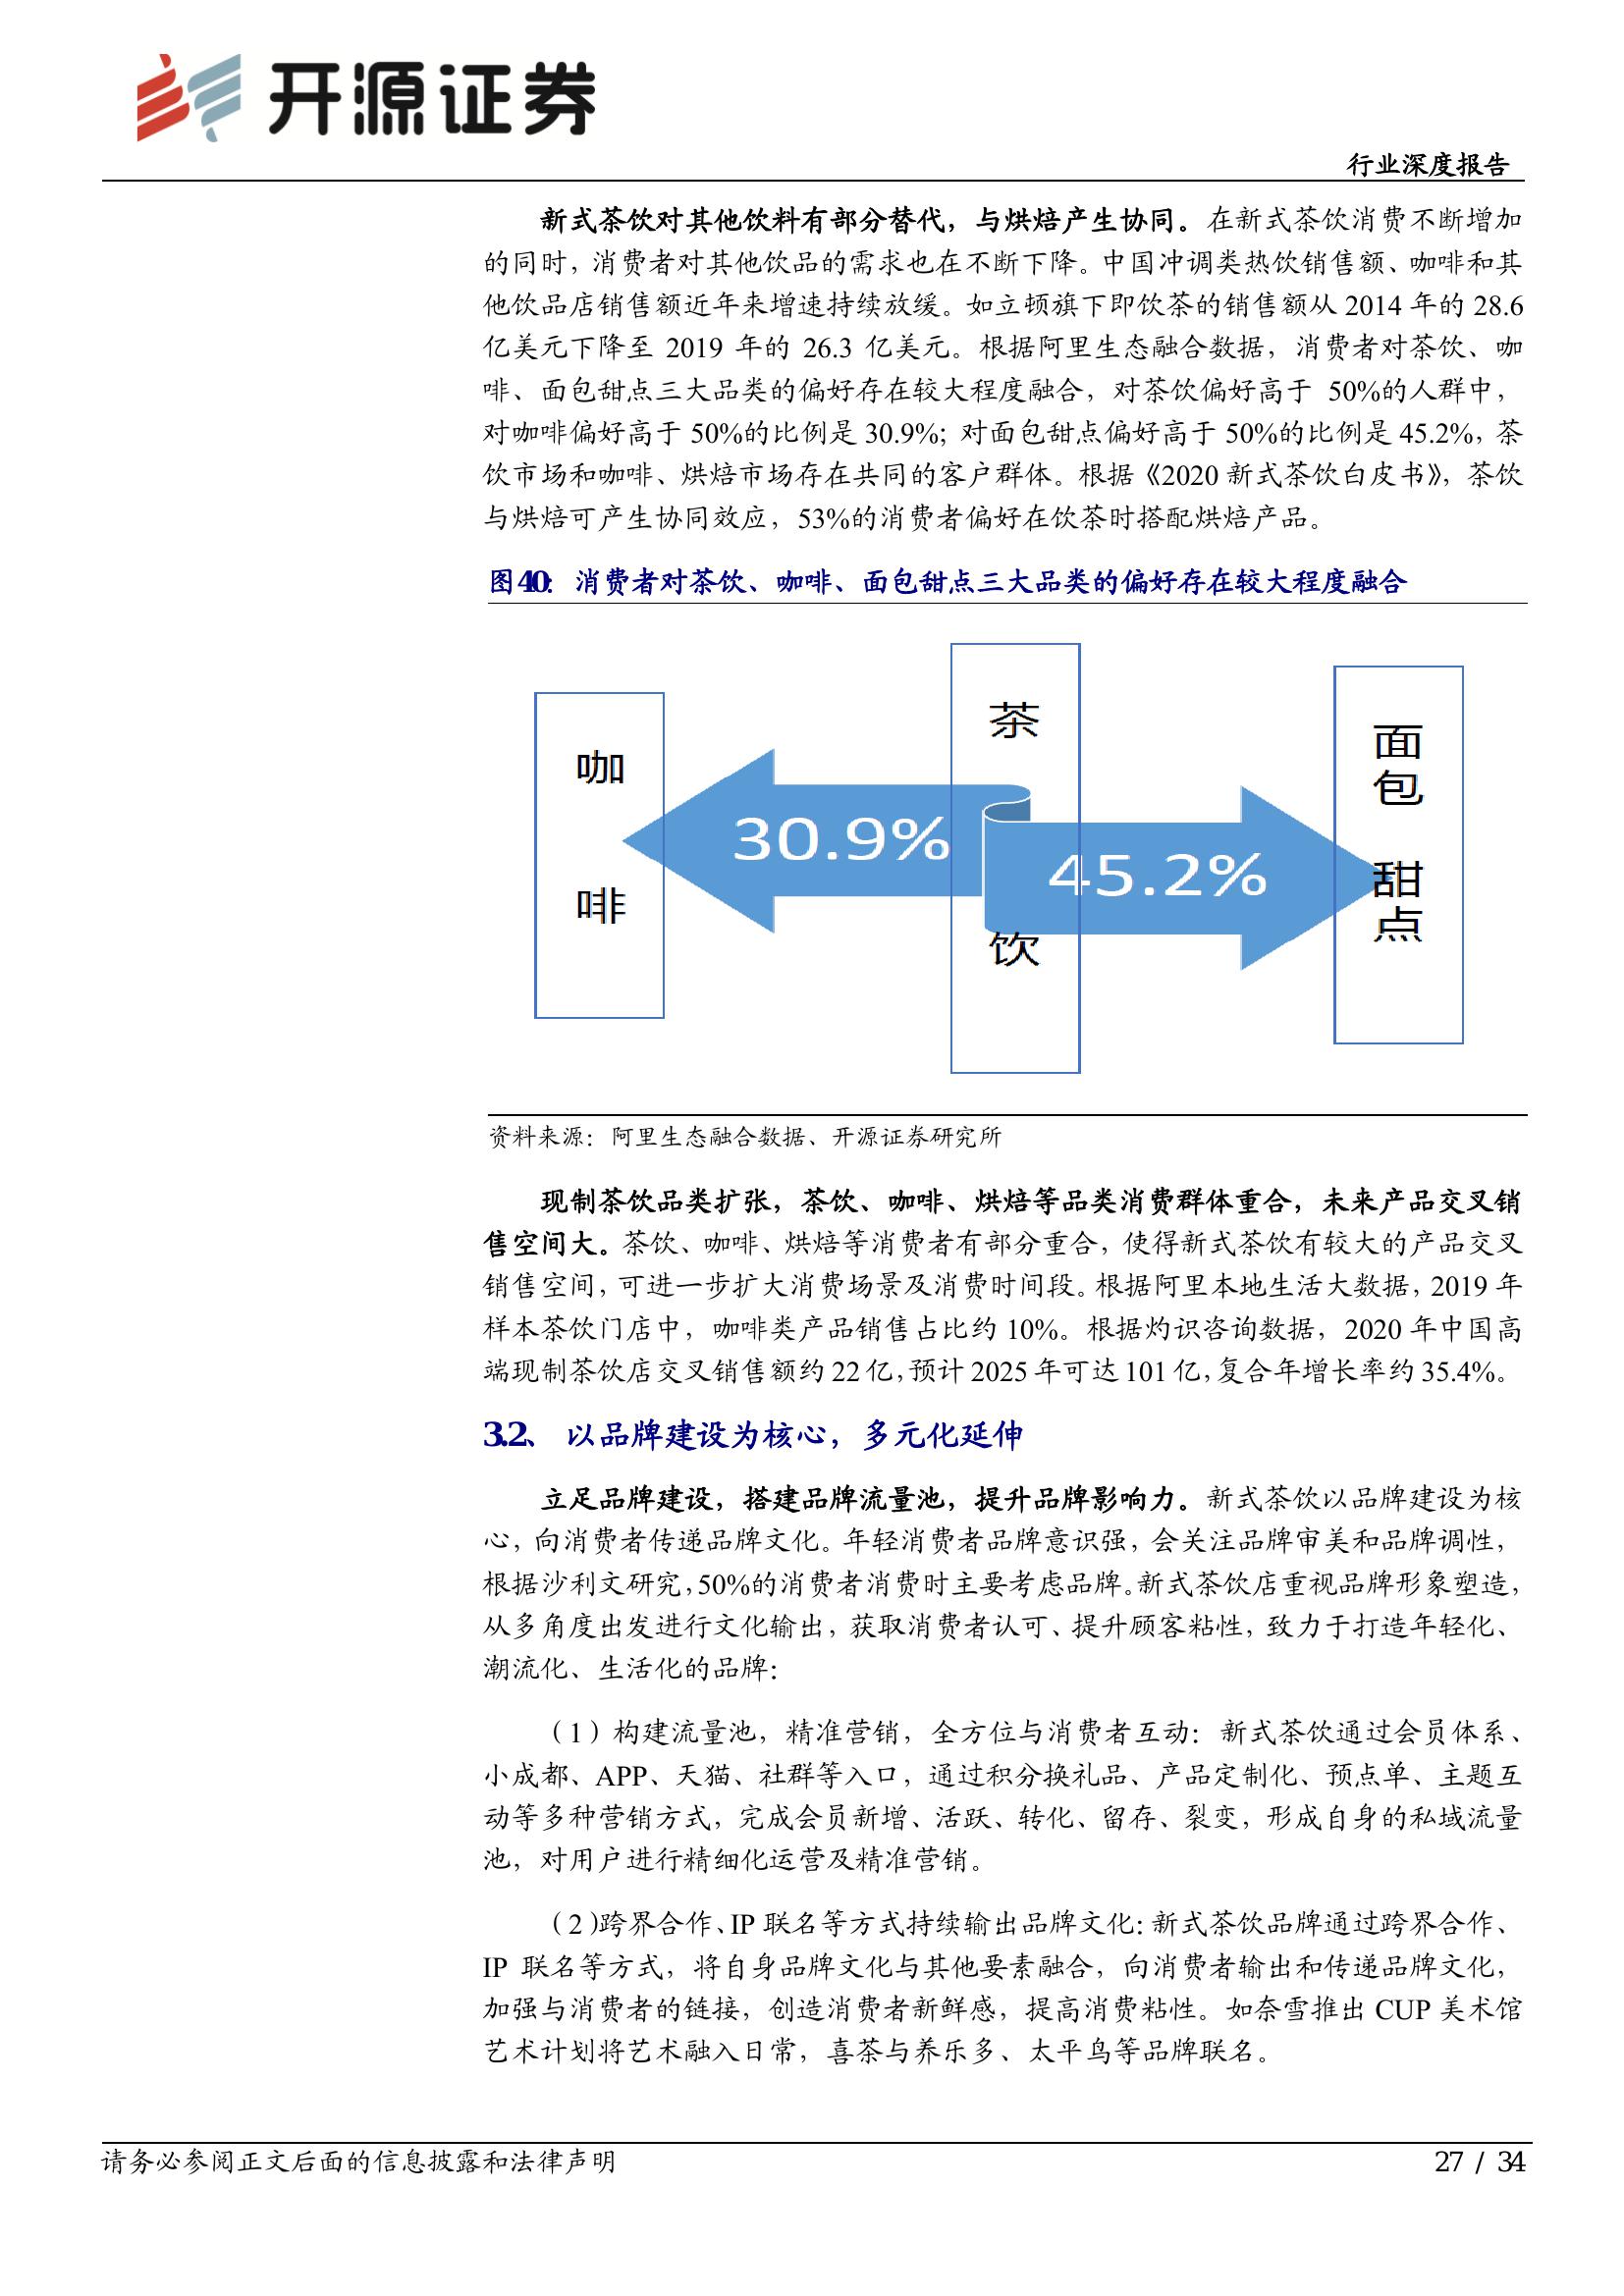 开源证券
行业深度报告
新式茶饮对其他饮料有部分替代，与烘焙产生协同。在新式茶饮消费不断增加
的同时，消费者对其他饮品的需求也在不断下降。中国冲调类热饮销售额、咖啡和其
他饮品店销售额近年来增速持续放缓。如立顿旗下即饮茶的销售额从 2014 年的 28.6
亿美元下降至 2019 年的 26.3 亿美元。根据阿里生态融合数据，消费者对茶饮、咖
啡、面包甜点三大品类的偏好存在较大程度融合，对茶饮偏好高于 50%的人群中，
对咖啡偏好高于 50%的比例是 30.9%；对面包甜点偏好高于 50%的比例是 45.2%，茶
饮市场和咖啡、烘焙市场存在共同的客户群体。根据《2020 新式茶饮白皮书》，茶饮
与烘焙可产生协同效应，53%的消费者偏好在饮茶时搭配烘焙产品。
图40：消费者对茶饮、咖啡、面包甜点三大品类的偏好存在较大程度融合
咖啡
30.9%
茶饮
45.2%
面包甜点
资料来源：阿里生态融合数据、开源证券研究所
现制茶饮品类扩张，茶饮、咖啡、烘焙等品类消费群体重合，未来产品交叉销
售空间大。茶饮、咖啡、烘焙等消费者有部分重合，使得新式茶饮有较大的产品交叉
销售空间，可进一步扩大消费场景及消费时间段。根据阿里本地生活大数据，2019 年
样本茶饮门店中，咖啡类产品销售占比约 10%。根据灼识咨询数据，2020 年中国高
端现制茶饮店交叉销售额约 22 亿，预计 2025 年可达 101 亿，复合年增长率约 35.4%。
3.2、 以品牌建设为核心，多元化延伸
立足品牌建设，搭建品牌流量池，提升品牌影响力。新式茶饮以品牌建设为核
心，向消费者传递品牌文化。年轻消费者品牌意识强，会关注品牌审美和品牌调性，
根据沙利文研究，50%的消费者消费时主要考虑品牌。新式茶饮店重视品牌形象塑造，
从多角度出发进行文化输出，获取消费者认可、提升顾客粘性，致力于打造年轻化、
潮流化、生活化的品牌：
（1）构建流量池，精准营销，全方位与消费者互动：新式茶饮通过会员体系、
小成都、APP、天猫、社群等入口，通过积分换礼品、产品定制化、预点单、主题互
动等多种营销方式，完成会员新增、活跃、转化、留存、裂变，形成自身的私域流量
池，对用户进行精细化运营及精准营销。
（2）跨界合作、IP 联名等方式持续输出品牌文化：新式茶饮品牌通过跨界合作、
IP 联名等方式，将自身品牌文化与其他要素融合，向消费者输出和传递品牌文化，
加强与消费者的链接，创造消费者新鲜感，提高消费粘性。如奈雪推出 CUP 美术馆
艺术计划将艺术融入日常，喜茶与养乐多、太平鸟等品牌联名。
请务必参阅正文后面的信息披露和法律声明
27 / 34